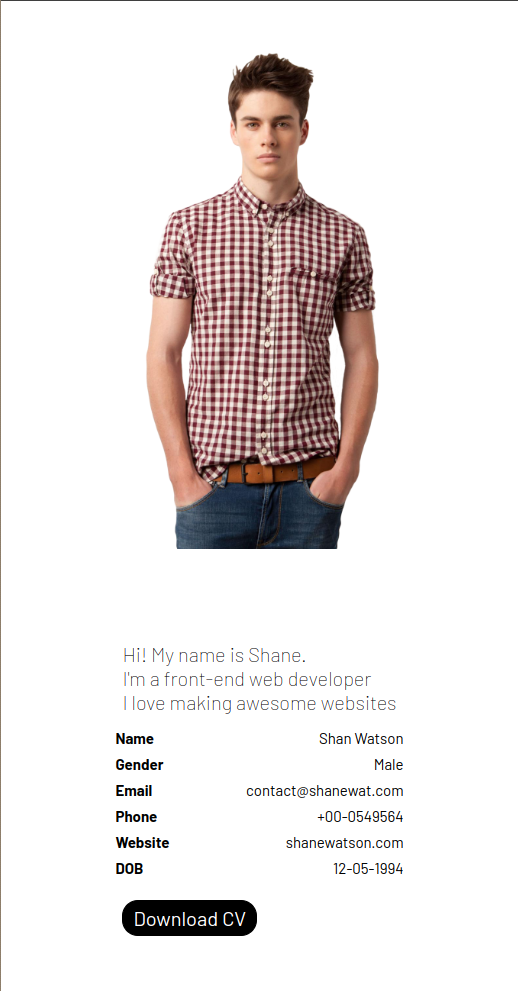 Hi! My name is Shane.
I'm a front-end web developer
I love making awesome websites
Name Shan Watson
Gender Male
Email contact@shanewat.com
Phone +00-0549564
Website shanewatson.com
DOB 12-05-1994
Download CV